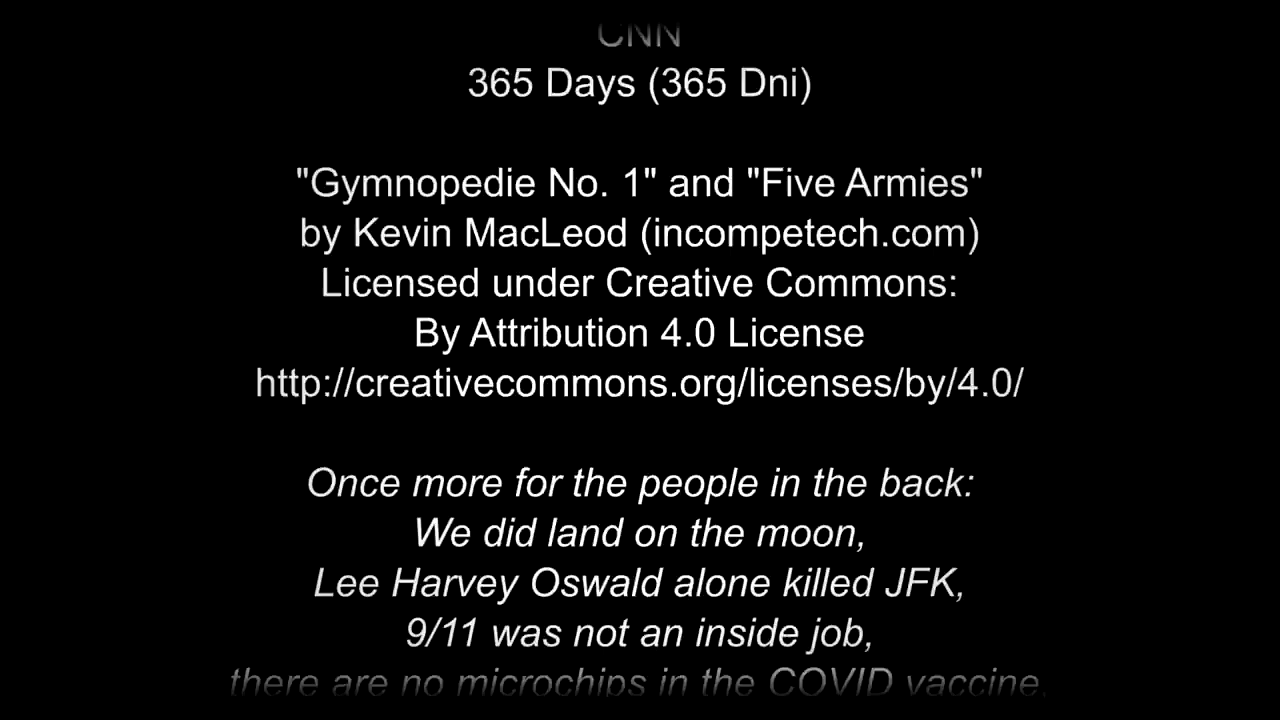 CNN
365 Days (365 Dni)
"Gymnopedie No. 1" and "Five Armies"
by Kevin MacLeod (incompetech.com)
Licensed under Creative Commons:
By Attribution 4.0 License
http://creativecommons.org/licenses/by/4.0/
Once more for the people in the back:
We did land on the moon,
Lee Harvey Oswald alone killed JFK,
9/11 was not an inside job,
there are no microchips in the COVID vaccine.